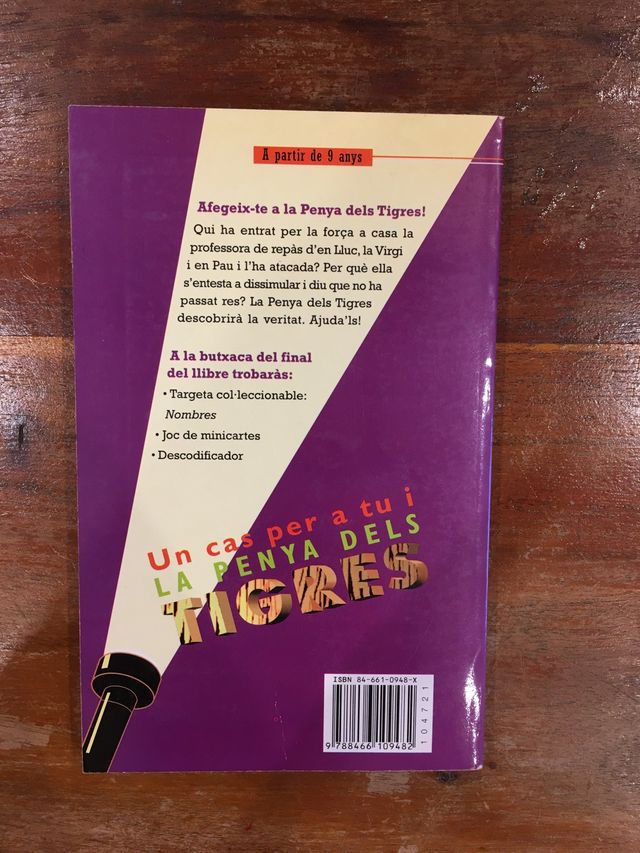 A partir de 9 anys
Afegeix-te a la Penya dels Tigres!
Qui ha entrat per la força a casa la
professora de repàs d'en Lluc, la Virgi
i en Pau i l'ha atacada? Per què ella
s'entesta a dissimular i diu que no ha
passat res? La Penya dels Tigres
descobrirà la veritat. Ajuda'ls!
A la butxaca del final
del llibre trobaràs:
• Targeta col·leccionable:
Nombres
• Joc de minicartes
• Descodificador
Un cas per a tu i
LA PENYA DELS
TIGRES
ISBN 84-661-0948-X
9 788466 109482
104721